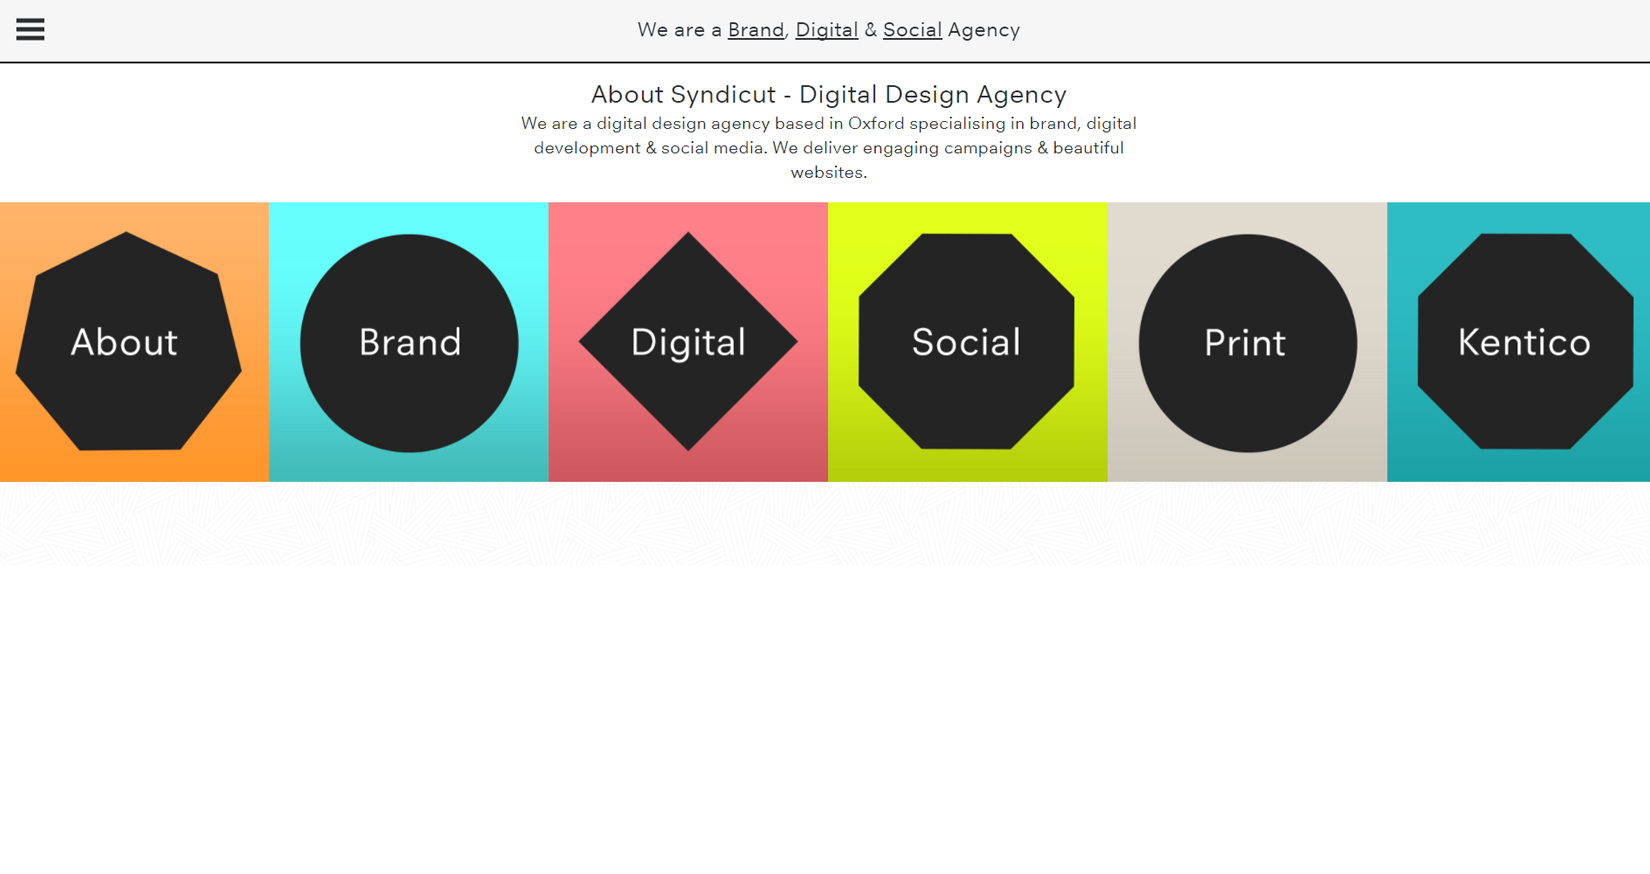 We are a Brand, Digital & Social Agency
About Syndicut - Digital Design Agency
We are a digital design agency based in Oxford specialising in brand, digital
development & social media. We deliver engaging campaigns & beautiful
websites.
About
Brand
Digital
Social
Print
Kentico